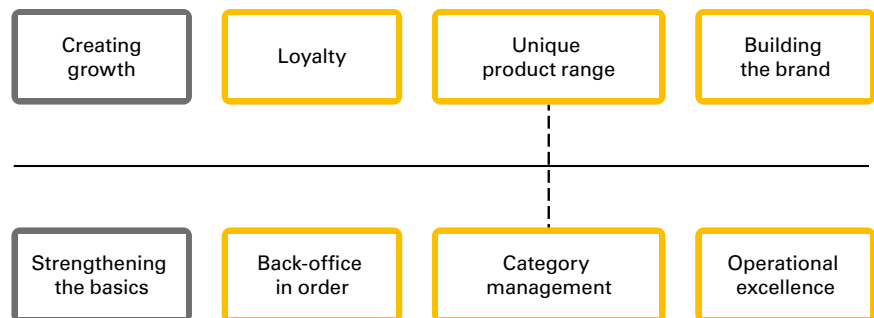 Creating
growth
Loyalty
Unique
product range
Building
the brand
Strengthening
the basics
Back-office
in order
Category
management
Operational
excellence